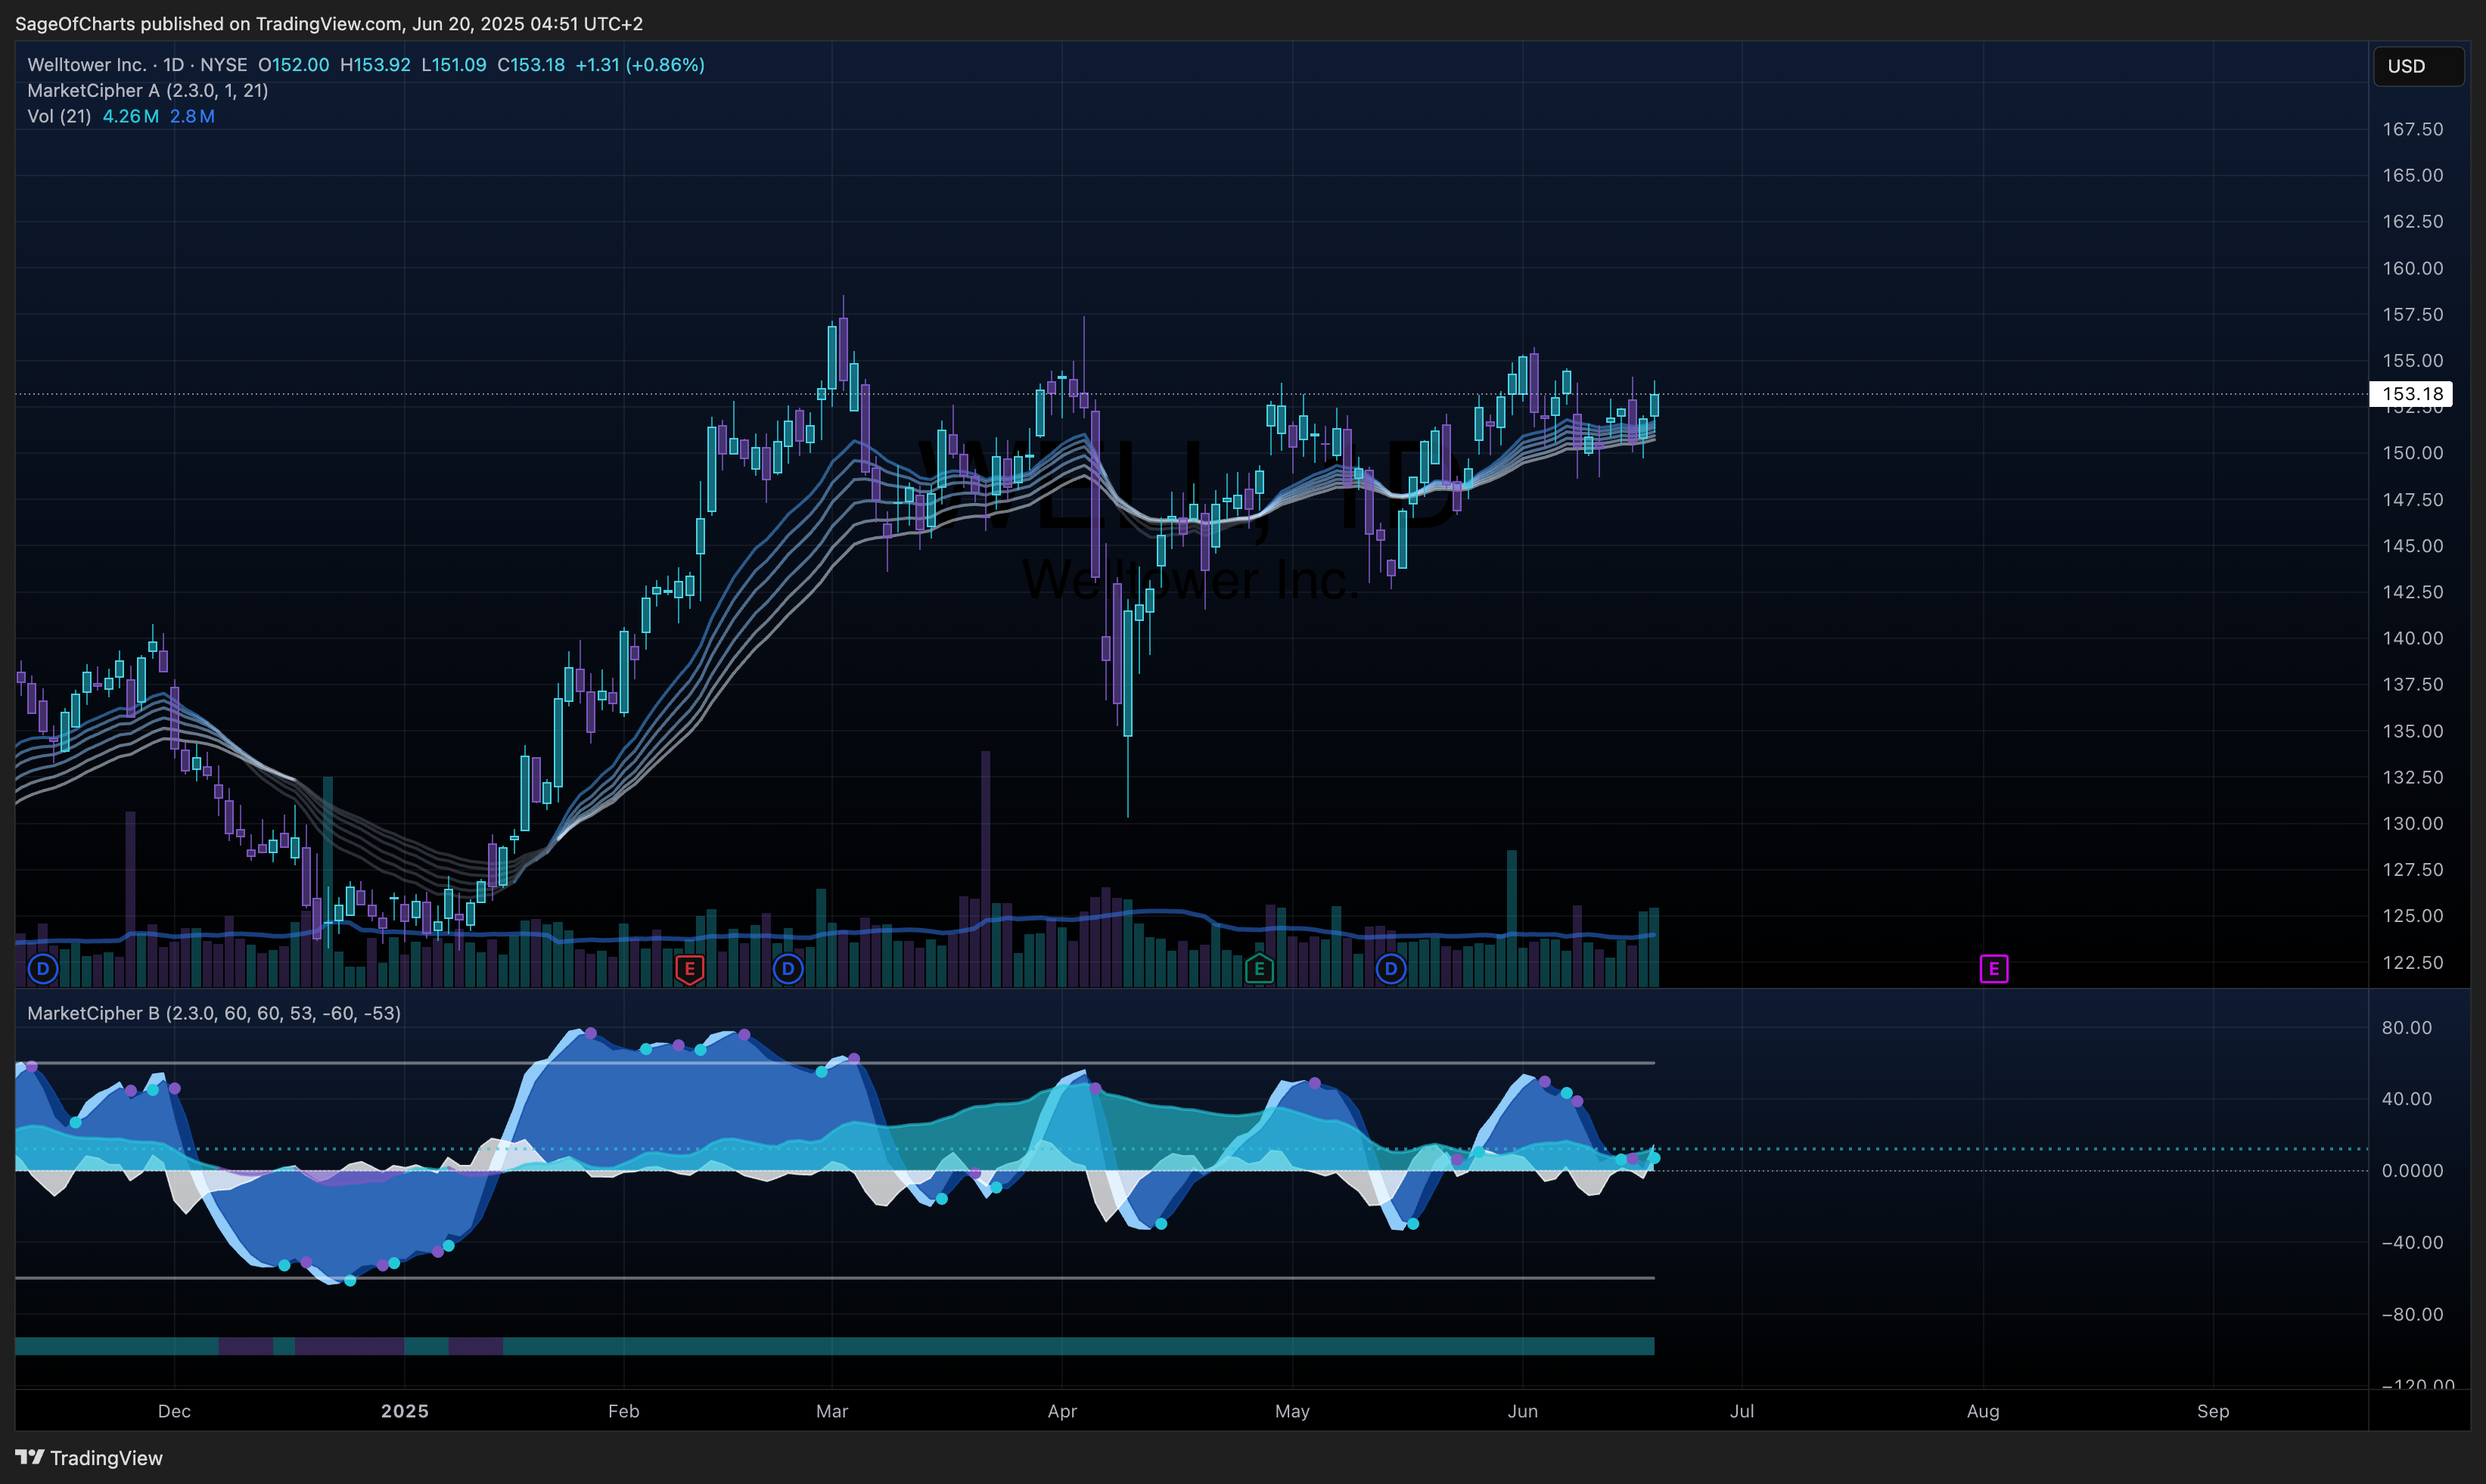 SageOfCharts published on TradingView.com, Jun 20, 2025 04:51 UTC+2
Welltower Inc. · 1D · NYSE O152.00 H153.92 L151.09 C153.18 +1.31 (+0.86%)
USD
MarketCipher A (2.3.0, 1, 21)
Vol (21) 4.26 M 2.8 M
167.50
165.00
162.50
160.00
157.50
155.00
153.18
152.50
150.00
147.50
145.00
142.50
140.00
137.50
135.00
132.50
130.00
127.50
125.00
122.50
WELL, 1D
Welltower Inc.
D E D E D E
MarketCipher B (2.3.0, 60, 60, 53, -60, -53)
80.00
40.00
0.0000
−40.00
−80.00
−120.00
Dec 2025 Feb Mar Apr May Jun Jul Aug Sep
TradingView